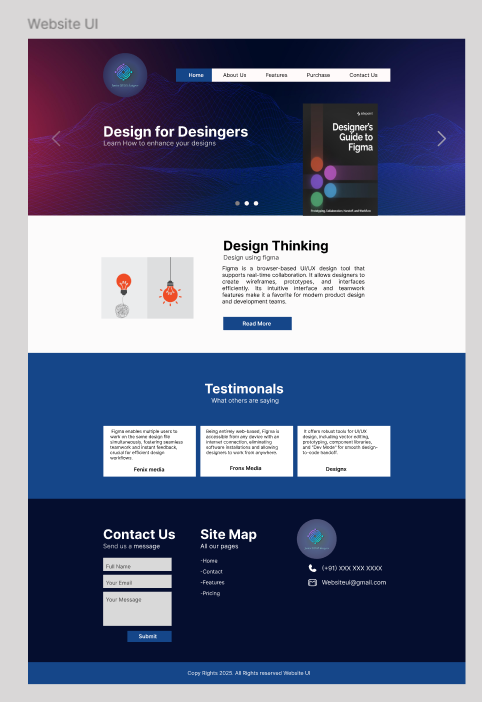 Website UI
Home About Us Features Purchase Contact Us
Design for Desingers
Learn How to enhance your designs
Designer's
Guide to
Figma
Design Thinking
Design using figma
Figma is a browser-based UI/UX design tool that
supports real-time collaboration. It allows designers to
create wireframes, prototypes, and interfaces
efficiently. Its intuitive interface and teamwork
features make it a favorite for modern product design
and development teams.
Read More
Testimonals
What others are saying
Figma enables multiple users to
work on the same design file
simultaneously, fostering seamless
teamwork and instant feedback,
crucial for efficient design
workflows.
Fenix media
Being entirely web-based, Figma is
accessible from any device with an
internet connection, eliminating
software installations and allowing
designers to work from anywhere.
Fronx Media
It offers robust tools for UI/UX
design, including vector editing,
prototyping, component libraries,
and "Dev Mode" for smooth design-
to-code handoff.
Designs
Contact Us
Send us a message
Full Name
Your Email
Your Message
Submit
Site Map
All our pages
-Home
-Contact
-Features
-Pricing
(+91) XXX XXX XXXX
Websiteui@gmail.com
Copy Rights 2025. All Rights resarved Website UI